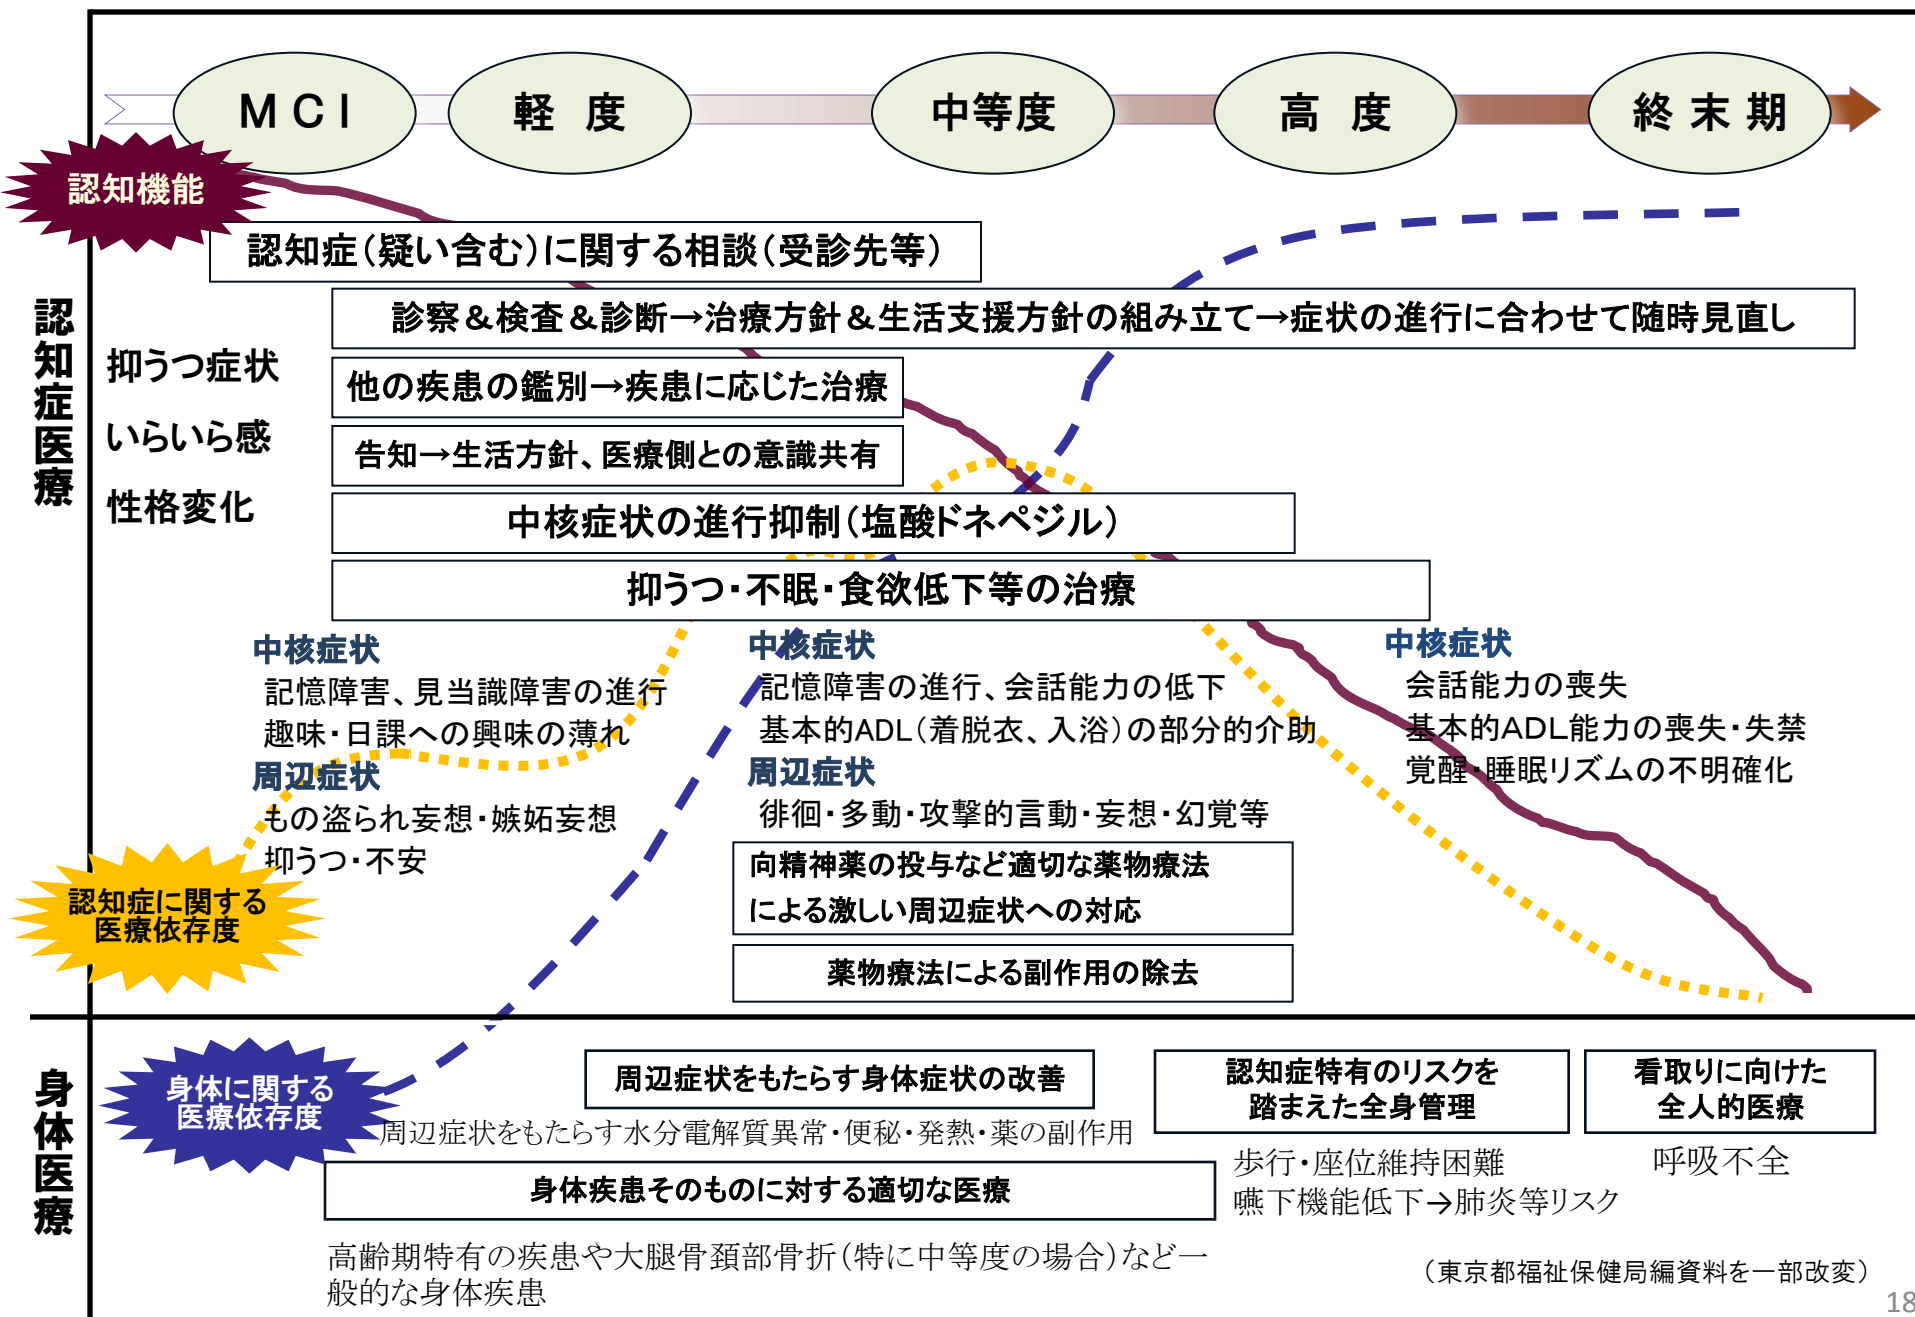 ＭＣＩ
軽 度
中等度
高 度
終 末 期
認知機能
認知症（疑い含む）に関する相談（受診先等）
診察＆検査＆診断→治療方針＆生活支援方針の組み立て→症状の進行に合わせて随時見直し
認知症医療
抑うつ症状
いらいら感
性格変化
他の疾患の鑑別→疾患に応じた治療
告知→生活方針、医療側との意識共有
中核症状の進行抑制（塩酸ドネペジル）
抑うつ・不眠・食欲低下等の治療
中核症状
記憶障害、見当識障害の進行
趣味・日課への興味の薄れ
周辺症状
もの盗られ妄想・嫉妬妄想
抑うつ・不安
中核症状
記憶障害の進行、会話能力の低下
基本的ADL（着脱衣、入浴）の部分的介助
周辺症状
徘徊・多動・攻撃的言動・妄想・幻覚等
向精神薬の投与など適切な薬物療法
による激しい周辺症状への対応
薬物療法による副作用の除去
中核症状
会話能力の喪失
基本的ADL能力の喪失・失禁
覚醒・睡眠リズムの不明確化
認知症に関する
医療依存度
身体医療
身体に関する
医療依存度
周辺症状をもたらす身体症状の改善
周辺症状をもたらす水分電解質異常・便秘・発熱・薬の副作用
身体疾患そのものに対する適切な医療
高齢期特有の疾患や大腿骨頚部骨折（特に中等度の場合）など一
般的な身体疾患
認知症特有のリスクを
踏まえた全身管理
歩行・座位維持困難
嚥下機能低下→肺炎等リスク
看取りに向けた
全人的医療
呼吸不全
（東京都福祉保健局編資料を一部改変）
18